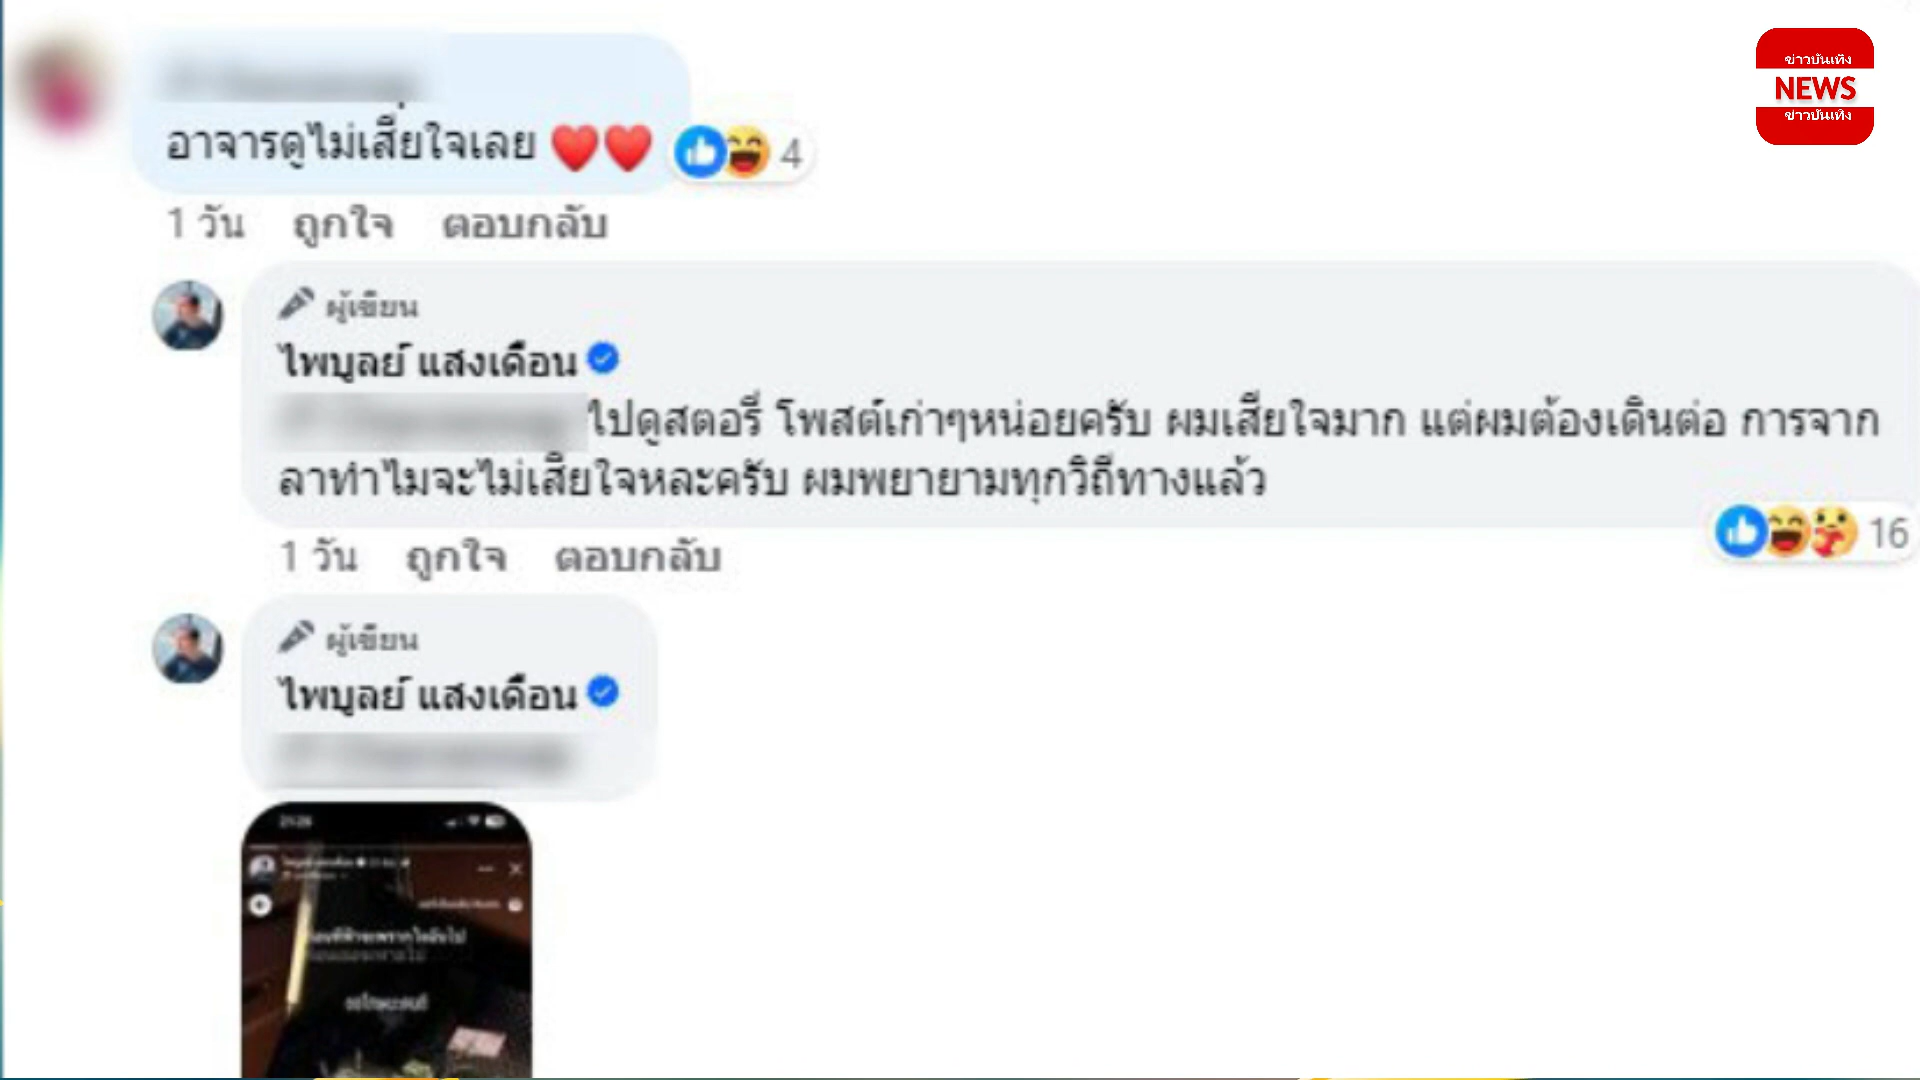 ข่าวบันเทิง
NEWS
ข่าวบันเทิง
อาจารดูไม่เสียใจเลย ❤️❤️
4
1 วัน ถูกใจ ตอบกลับ
ผู้เขียน
ไพบูลย์ แสงเดือน
ไปดูสตอรี่ โพสต์เก่าๆหน่อยครับ ผมเสียใจมาก แต่ผมต้องเดินต่อ การจาก
ลาทำไมจะไม่เสียใจหละครับ ผมพยายามทุกวิถีทางแล้ว
16
1 วัน ถูกใจ ตอบกลับ
ผู้เขียน
ไพบูลย์ แสงเดือน